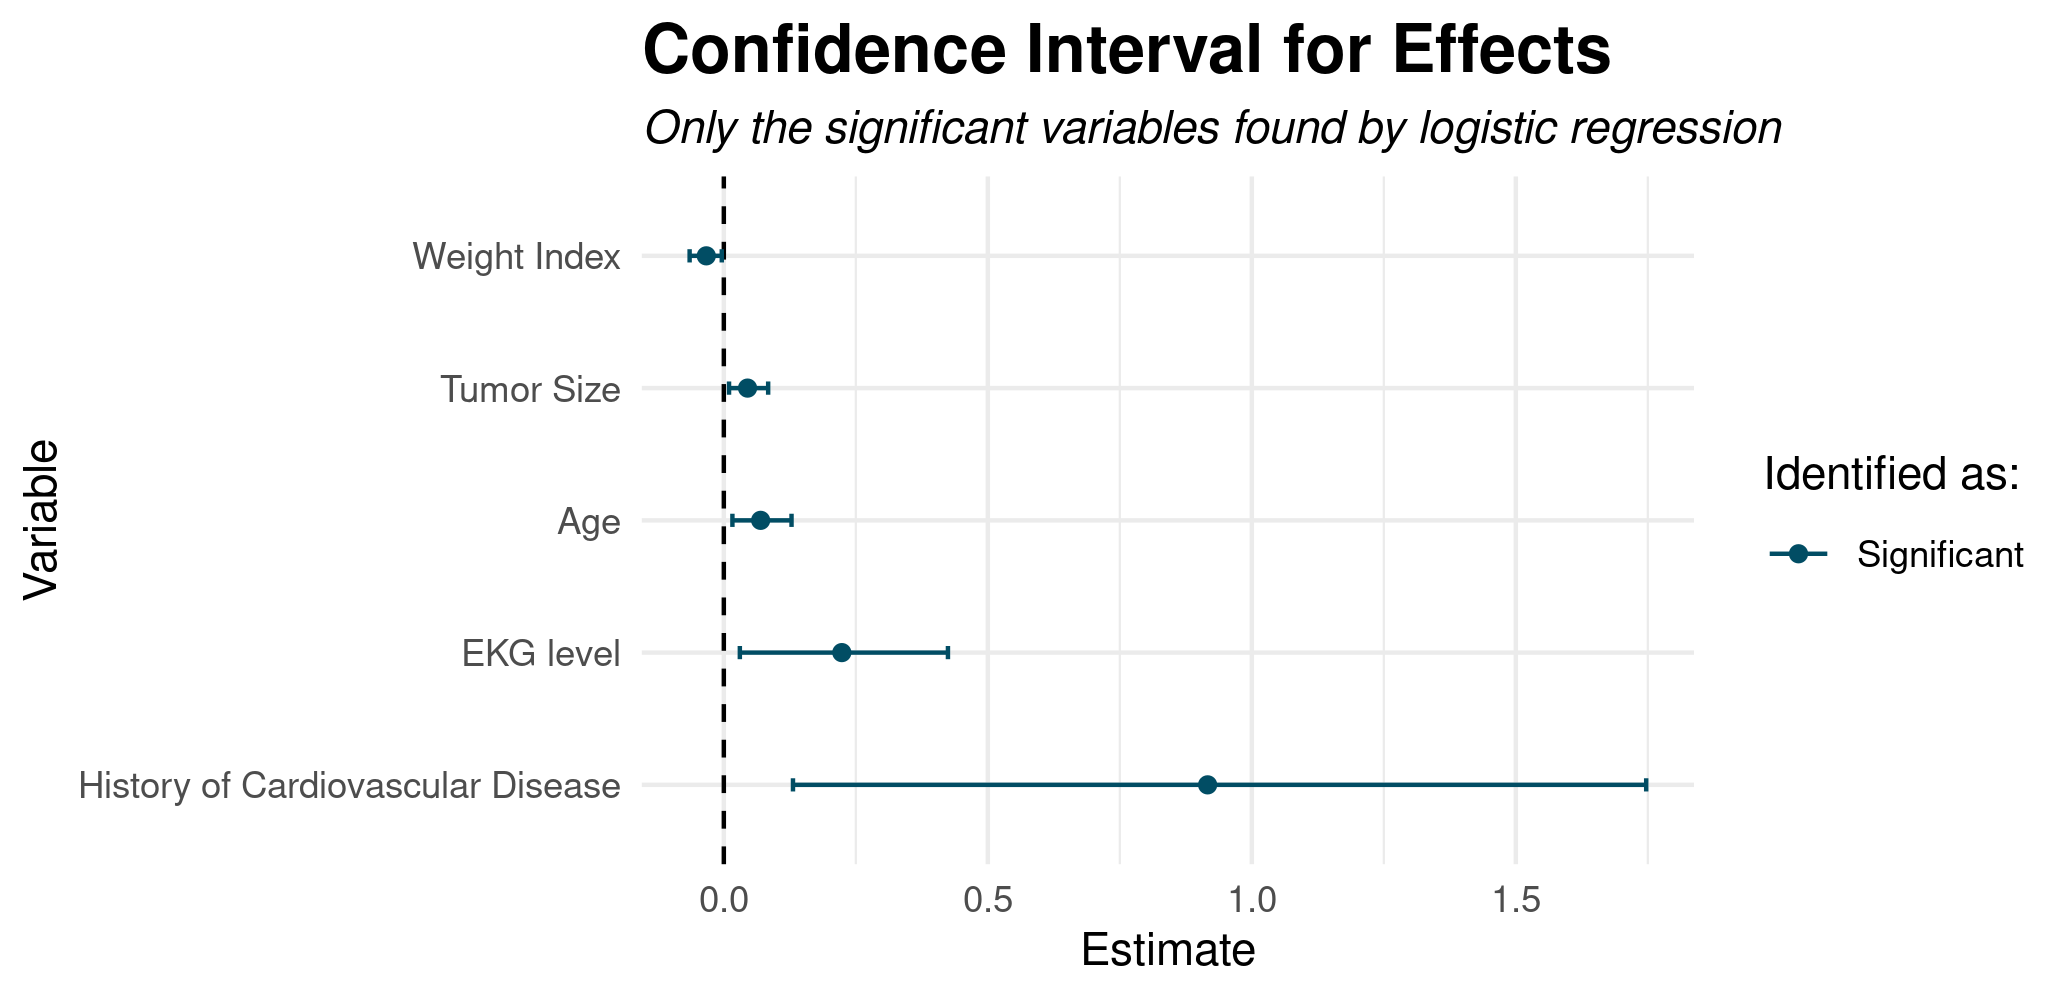 Confidence Interval for Effects
Only the significant variables found by logistic regression
Variable
Weight Index
Tumor Size
Age
EKG level
History of Cardiovascular Disease
0.0
0.5
1.0
1.5
Estimate
Identified as:
Significant